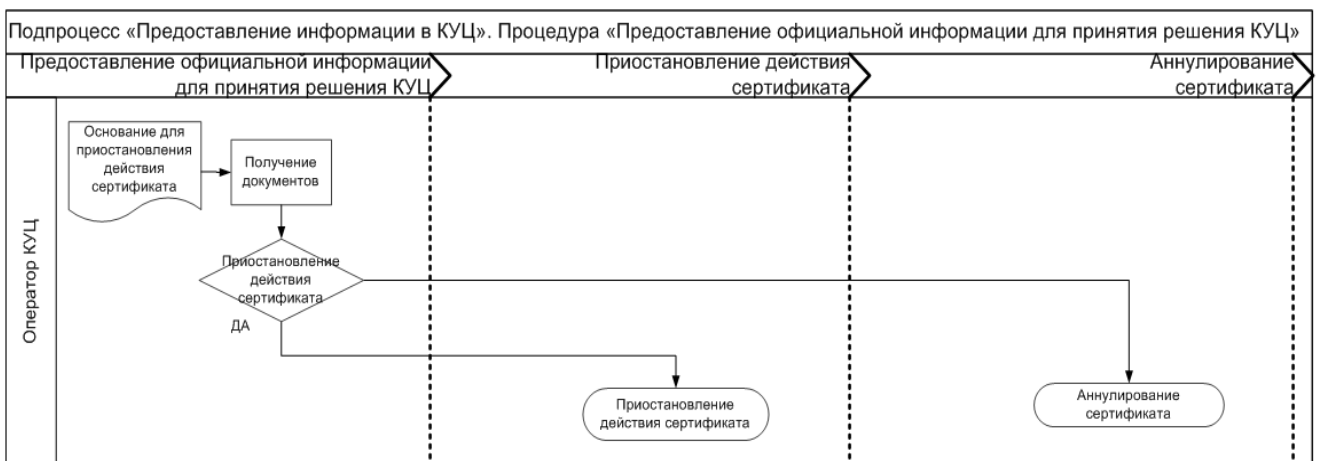 Подпроцесс «Предоставление информации в КУЦ». Процедура «Предоставление официальной информации для принятия решения КУЦ»
Предоставление официальной информации
для принятия решения КУЦ
Приостановление действия
сертификата
Аннулирование
сертификата
Оператор КУЦ
Основание для
приостановления
действия
сертификата
Получение
документов
Приостановление
действия
сертификата
ДА
Приостановление
действия сертификата
Аннулирование
сертификата